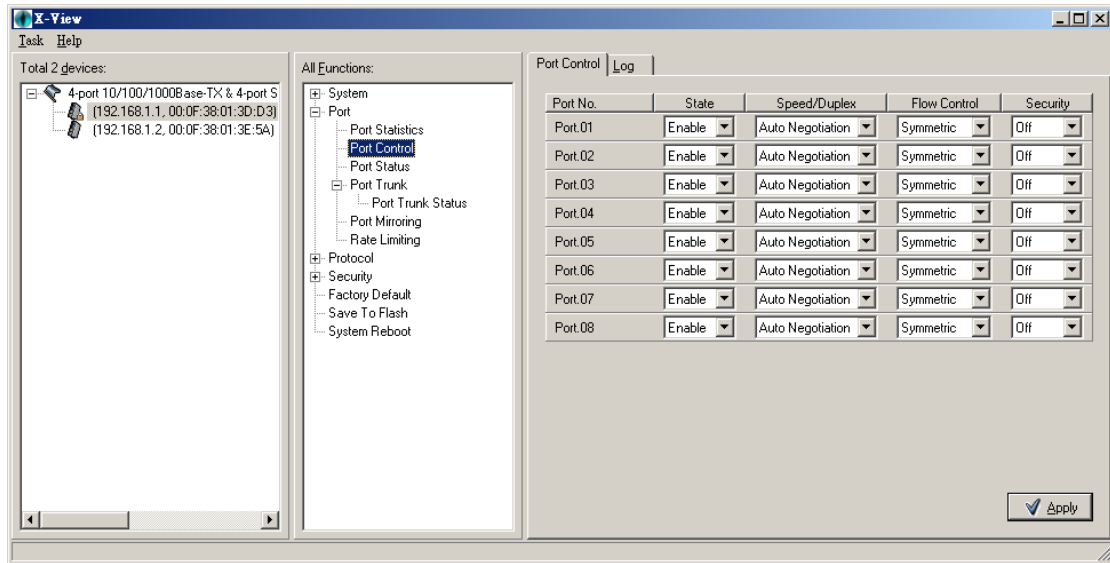 X-View
Task Help
Total 2 devices:
4-port 10/100/1000Base-TX & 4-port S
(192.168.1.1, 00:0F:38:01:3D:D3)
(192.168.1.2, 00:0F:38:01:3E:5A)
All Functions:
System
Port
Port Statistics
Port Control
Port Status
Port Trunk
Port Trunk Status
Port Mirroring
Rate Limiting
Protocol
Security
Factory Default
Save To Flash
System Reboot
Port Control Log
Port No. State Speed/Duplex Flow Control Security
Port.01 Enable Auto Negotiation Symmetric Off
Port.02 Enable Auto Negotiation Symmetric Off
Port.03 Enable Auto Negotiation Symmetric Off
Port.04 Enable Auto Negotiation Symmetric Off
Port.05 Enable Auto Negotiation Symmetric Off
Port.06 Enable Auto Negotiation Symmetric Off
Port.07 Enable Auto Negotiation Symmetric Off
Port.08 Enable Auto Negotiation Symmetric Off
Apply